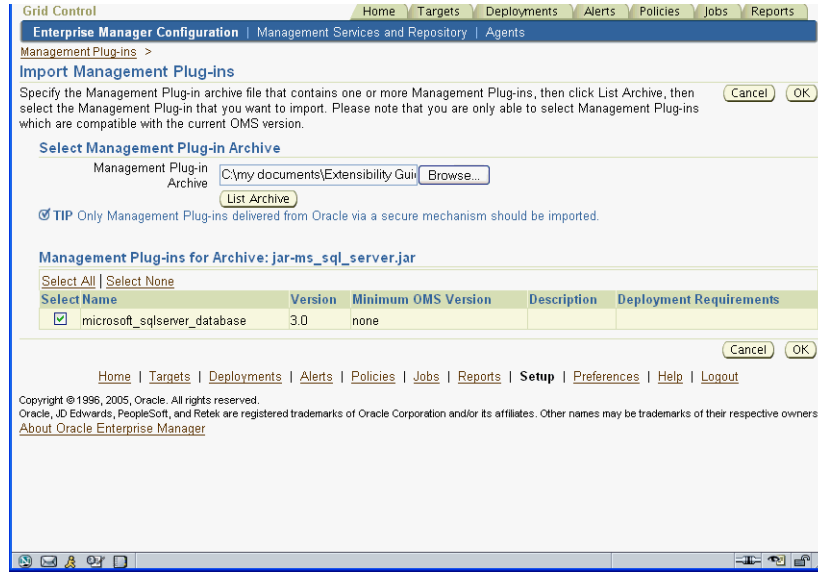 Grid Control
Home Targets Deployments Alerts Policies Jobs Reports
Enterprise Manager Configuration | Management Services and Repository | Agents
Management Plug-ins >
Import Management Plug-ins
Specify the Management Plug-in archive file that contains one or more Management Plug-ins, then click List Archive, then
select the Management Plug-in that you want to import. Please note that you are only able to select Management Plug-ins
which are compatible with the current OMS version.
Cancel OK
Select Management Plug-in Archive
Management Plug-in
Archive
C:\my documents\Extensibility Gui Browse...
List Archive
TIP Only Management Plug-ins delivered from Oracle via a secure mechanism should be imported.
Management Plug-ins for Archive: jar-ms_sql_server.jar
Select All | Select None
Select Name Version Minimum OMS Version Description Deployment Requirements
microsoft_sqlserver_database 3.0 none
Cancel OK
Home | Targets | Deployments | Alerts | Policies | Jobs | Reports | Setup | Preferences | Help | Logout
Copyright © 1996, 2005, Oracle. All rights reserved.
Oracle, JD Edwards, PeopleSoft, and Retek are registered trademarks of Oracle Corporation and/or its affiliates. Other names may be trademarks of their respective owners
About Oracle Enterprise Manager